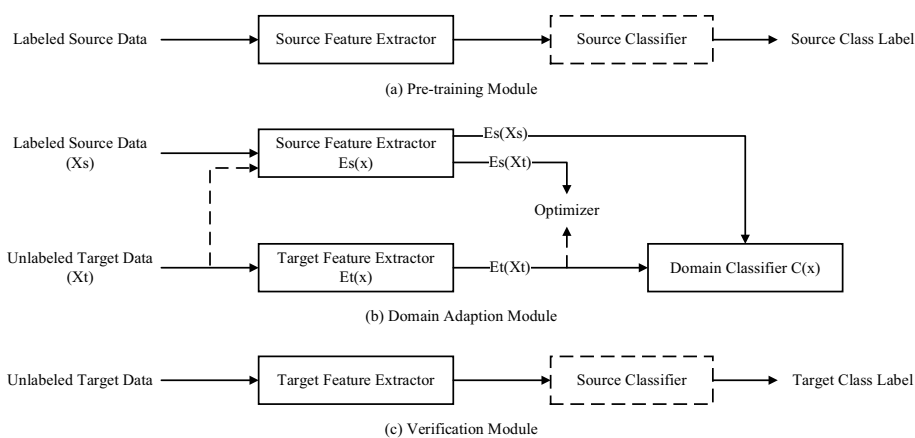 Labeled Source Data
Source Feature Extractor
Source Classifier
Source Class Label
(a) Pre-training Module
Labeled Source Data
(Xs)
Source Feature Extractor
Es(x)
Es(Xs)
Es(Xt)
Optimizer
Unlabeled Target Data
(Xt)
Target Feature Extractor
Et(x)
Et(Xt)
Domain Classifier C(x)
(b) Domain Adaption Module
Unlabeled Target Data
Target Feature Extractor
Source Classifier
Target Class Label
(c) Verification Module